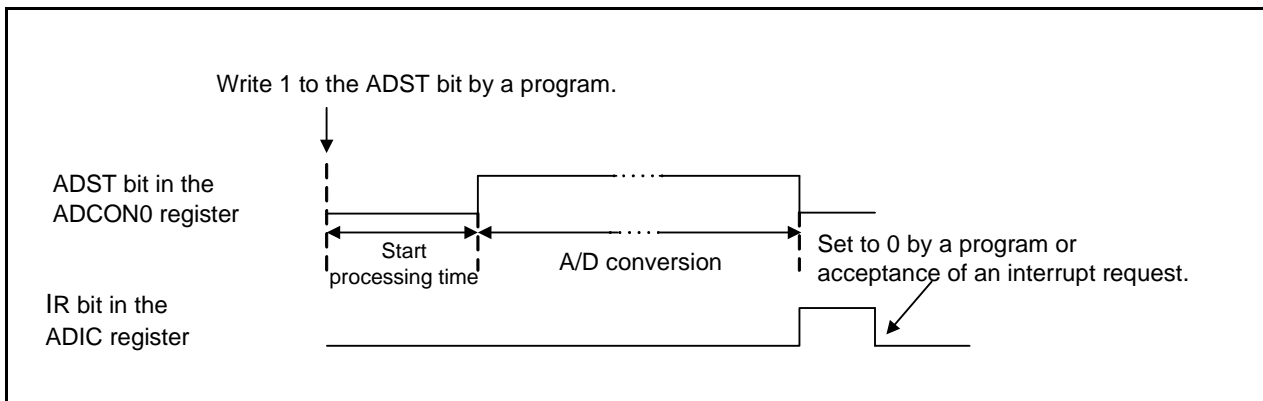 Write 1 to the ADST bit by a program.
ADST bit in the
ADCON0 register
Start
processing time
A/D conversion
Set to 0 by a program or
acceptance of an interrupt request.
IR bit in the
ADIC register